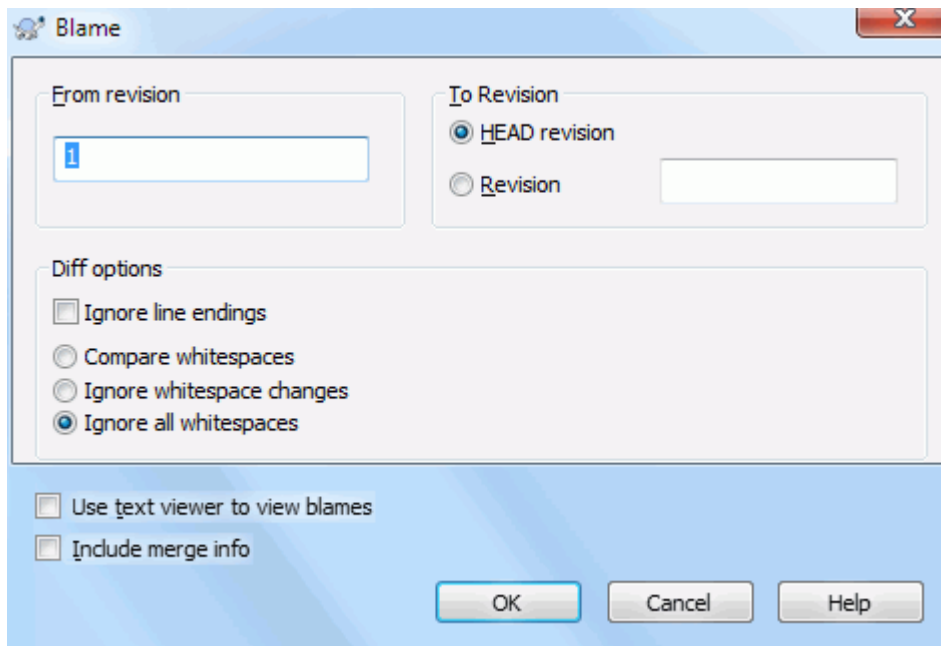 Blame
From revision
1
To Revision
HEAD revision
Revision
Diff options
Ignore line endings
Compare whitespaces
Ignore whitespace changes
Ignore all whitespaces
Use text viewer to view blames
Include merge info
OK Cancel Help